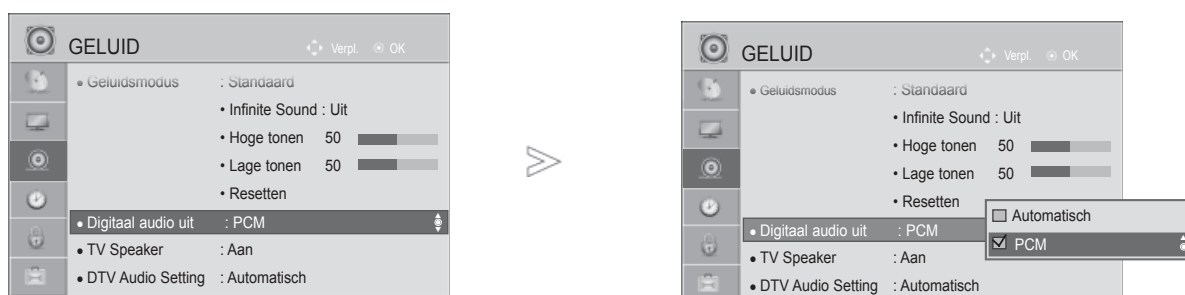 GELUID
Verpl. OK
• Geluidsmodus : Standaard
• Infinite Sound : Uit
• Hoge tonen 50
• Lage tonen 50
• Resetten
• Digitaal audio uit : PCM
• TV Speaker : Aan
• DTV Audio Setting : Automatisch
GELUID
Verpl. OK
• Geluidsmodus : Standaard
• Infinite Sound : Uit
• Hoge tonen 50
• Lage tonen 50
• Resetten
• Digitaal audio uit : PCM
• TV Speaker : Aan
• DTV Audio Setting : Automatisch
Automatisch
PCM